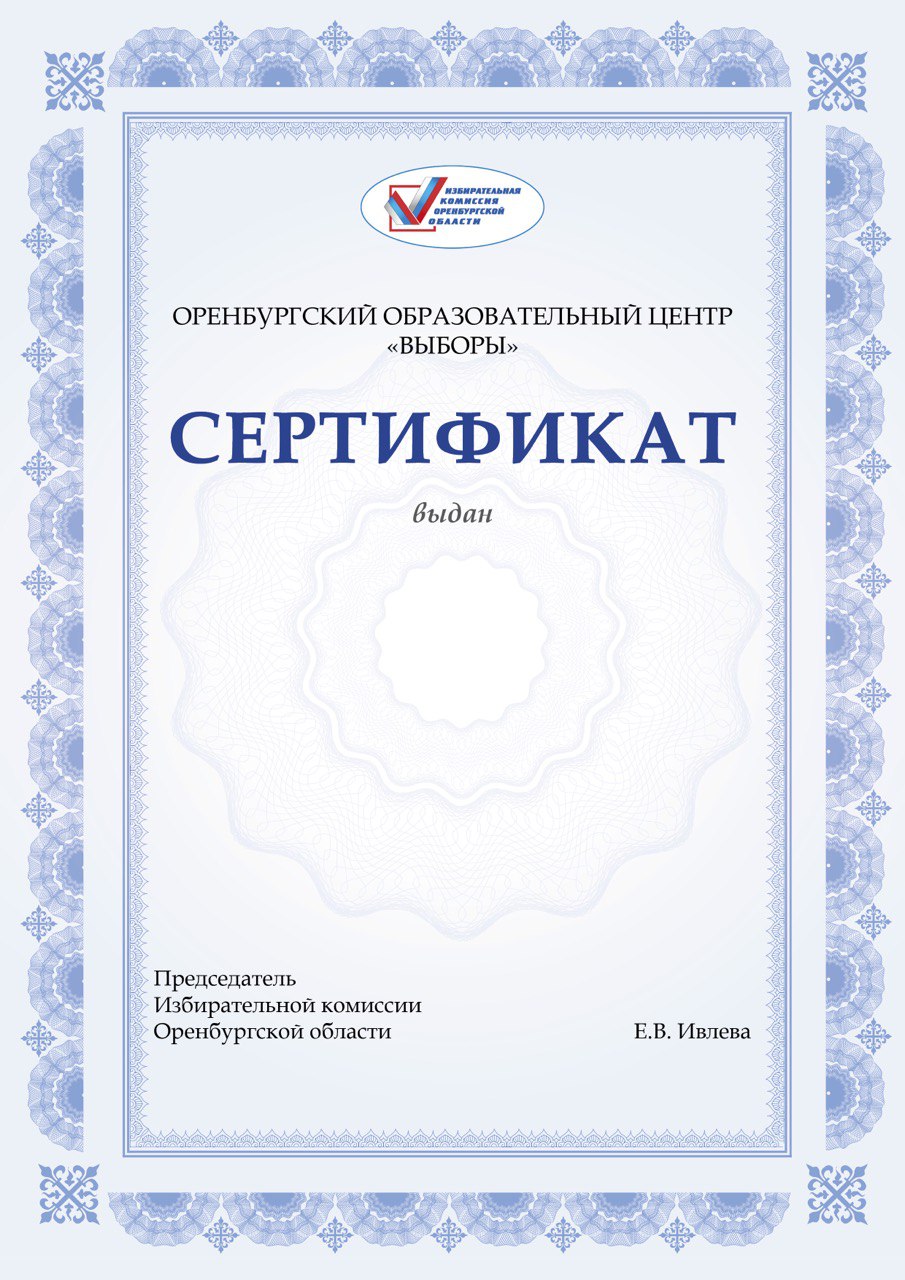 ИЗБИРАТЕЛЬНАЯ
КОМИССИЯ
ОРЕНБУРГСКОЙ
ОБЛАСТИ
ОРЕНБУРГСКИЙ ОБРАЗОВАТЕЛЬНЫЙ ЦЕНТР
«ВЫБОРЫ»
СЕРТИФИКАТ
выдан
Председатель
Избирательной комиссии
Оренбургской области Е.В. Ивлева